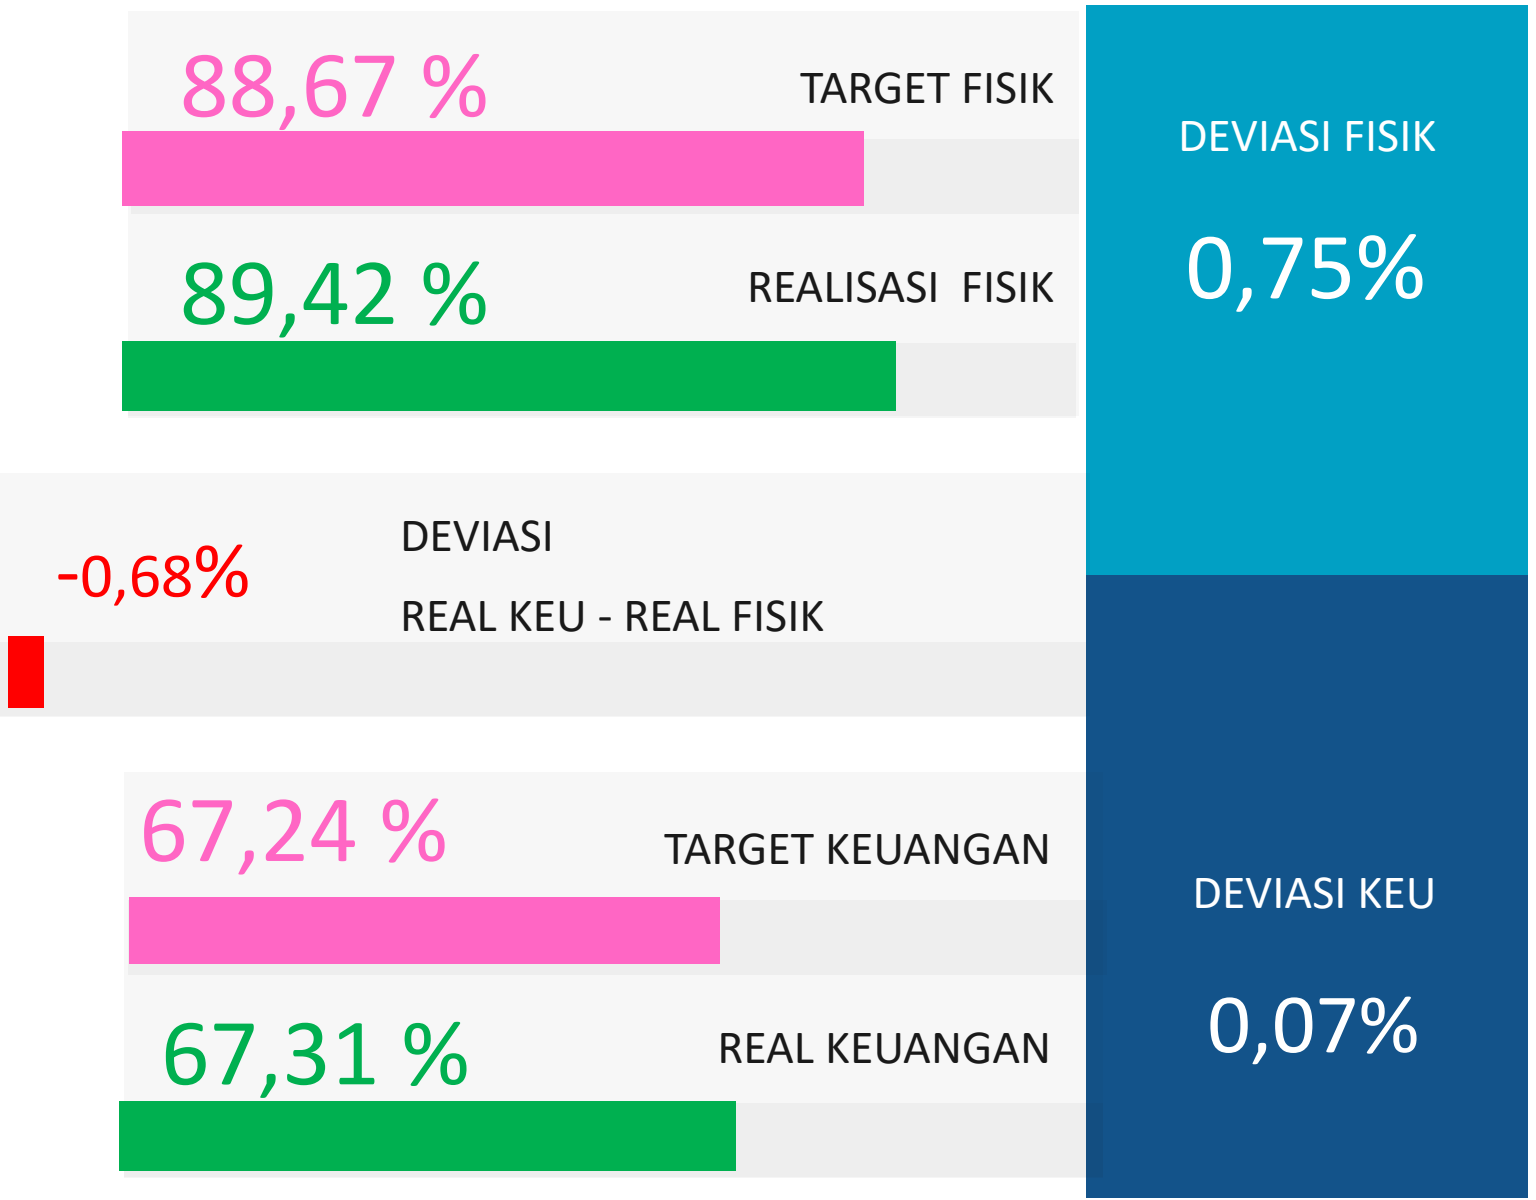 88,67 %
TARGET FISIK
89,42 %
REALISASI  FISIK
DEVIASI FISIK
0,75%
-0,68%
DEVIASI
REAL KEU - REAL FISIK
67,24 %
TARGET KEUANGAN
67,31 %
REAL KEUANGAN
DEVIASI KEU
0,07%